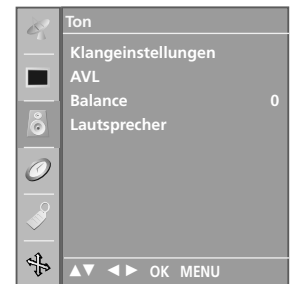 Ton
Klangeinstellungen
AVL
Balance 0
Lautsprecher
▲▼ ◄► OK MENU